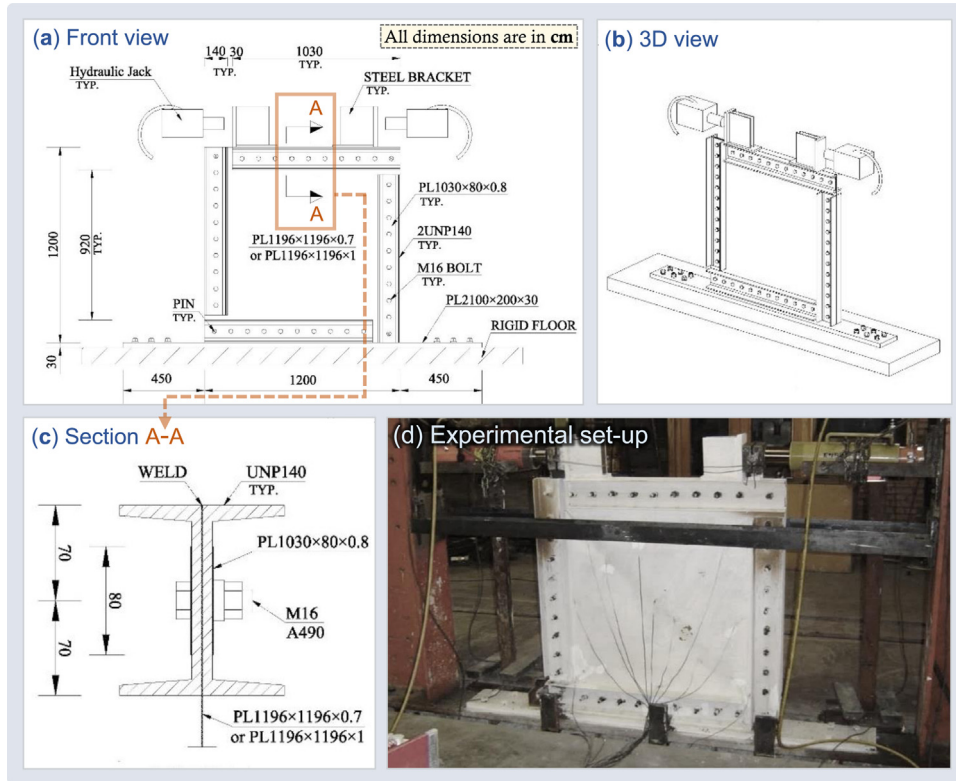 (a) Front view
All dimensions are in cm
140 30
TYP. TYP.
1030
TYP.
Hydraulic Jack
TYP.
STEEL BRACKET
TYP.
A
A
1200
920
TYP.
PL1030×80×0.8
TYP.
2UNP140
TYP.
PL1196×1196×0.7
or PL1196×1196×1
M16 BOLT
TYP.
PIN
TYP.
PL2100×200×30
RIGID FLOOR
30
450
1200
450
(b) 3D view
(c) Section A-A
WELD
UNP140
TYP.
70
80
70
PL1030×80×0.8
M16
A490
PL1196×1196×0.7
or PL1196×1196×1
(d) Experimental set-up